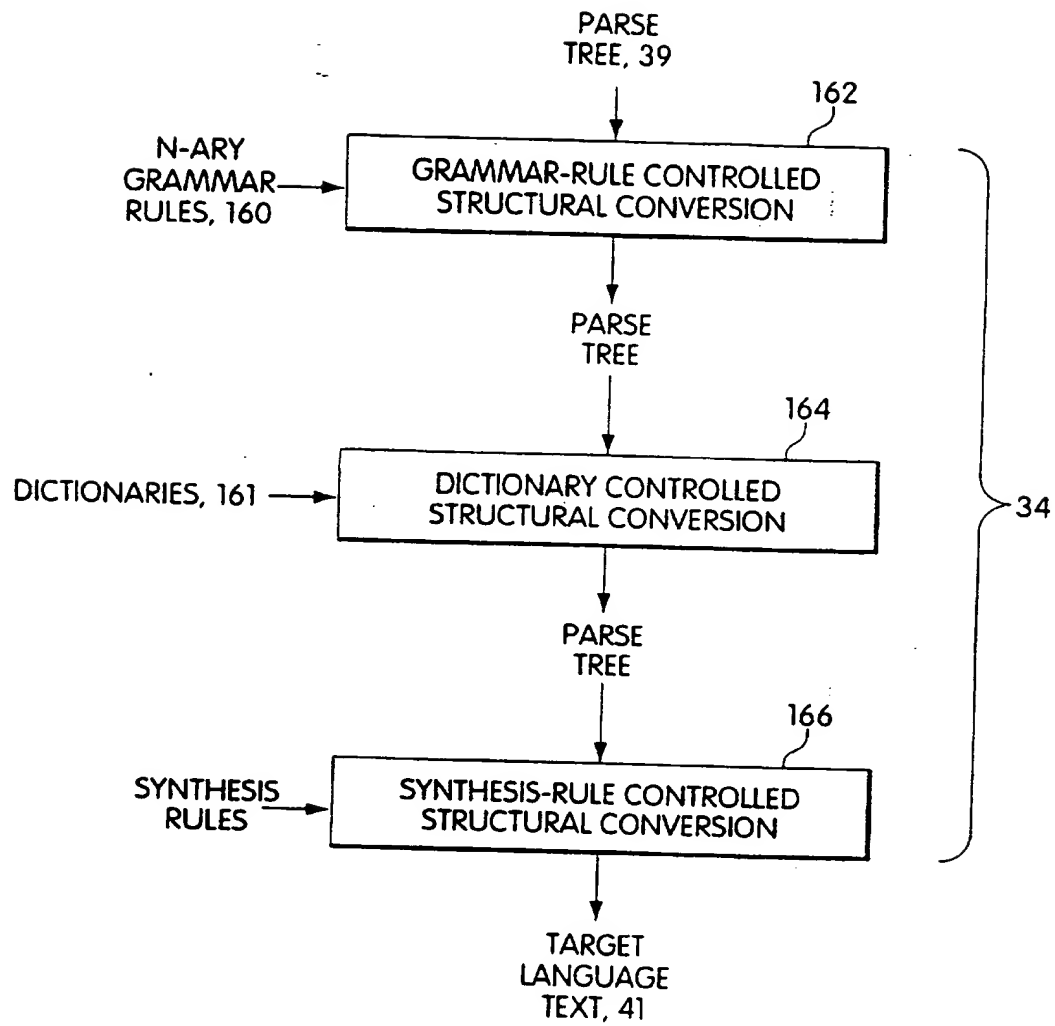 PARSE
TREE, 39
162
N-ARY
GRAMMAR
RULES, 160
GRAMMAR-RULE CONTROLLED
STRUCTURAL CONVERSION
PARSE
TREE
164
DICTIONARIES, 161
DICTIONARY CONTROLLED
STRUCTURAL CONVERSION
34
PARSE
TREE
166
SYNTHESIS
RULES
SYNTHESIS-RULE CONTROLLED
STRUCTURAL CONVERSION
TARGET
LANGUAGE
TEXT, 41